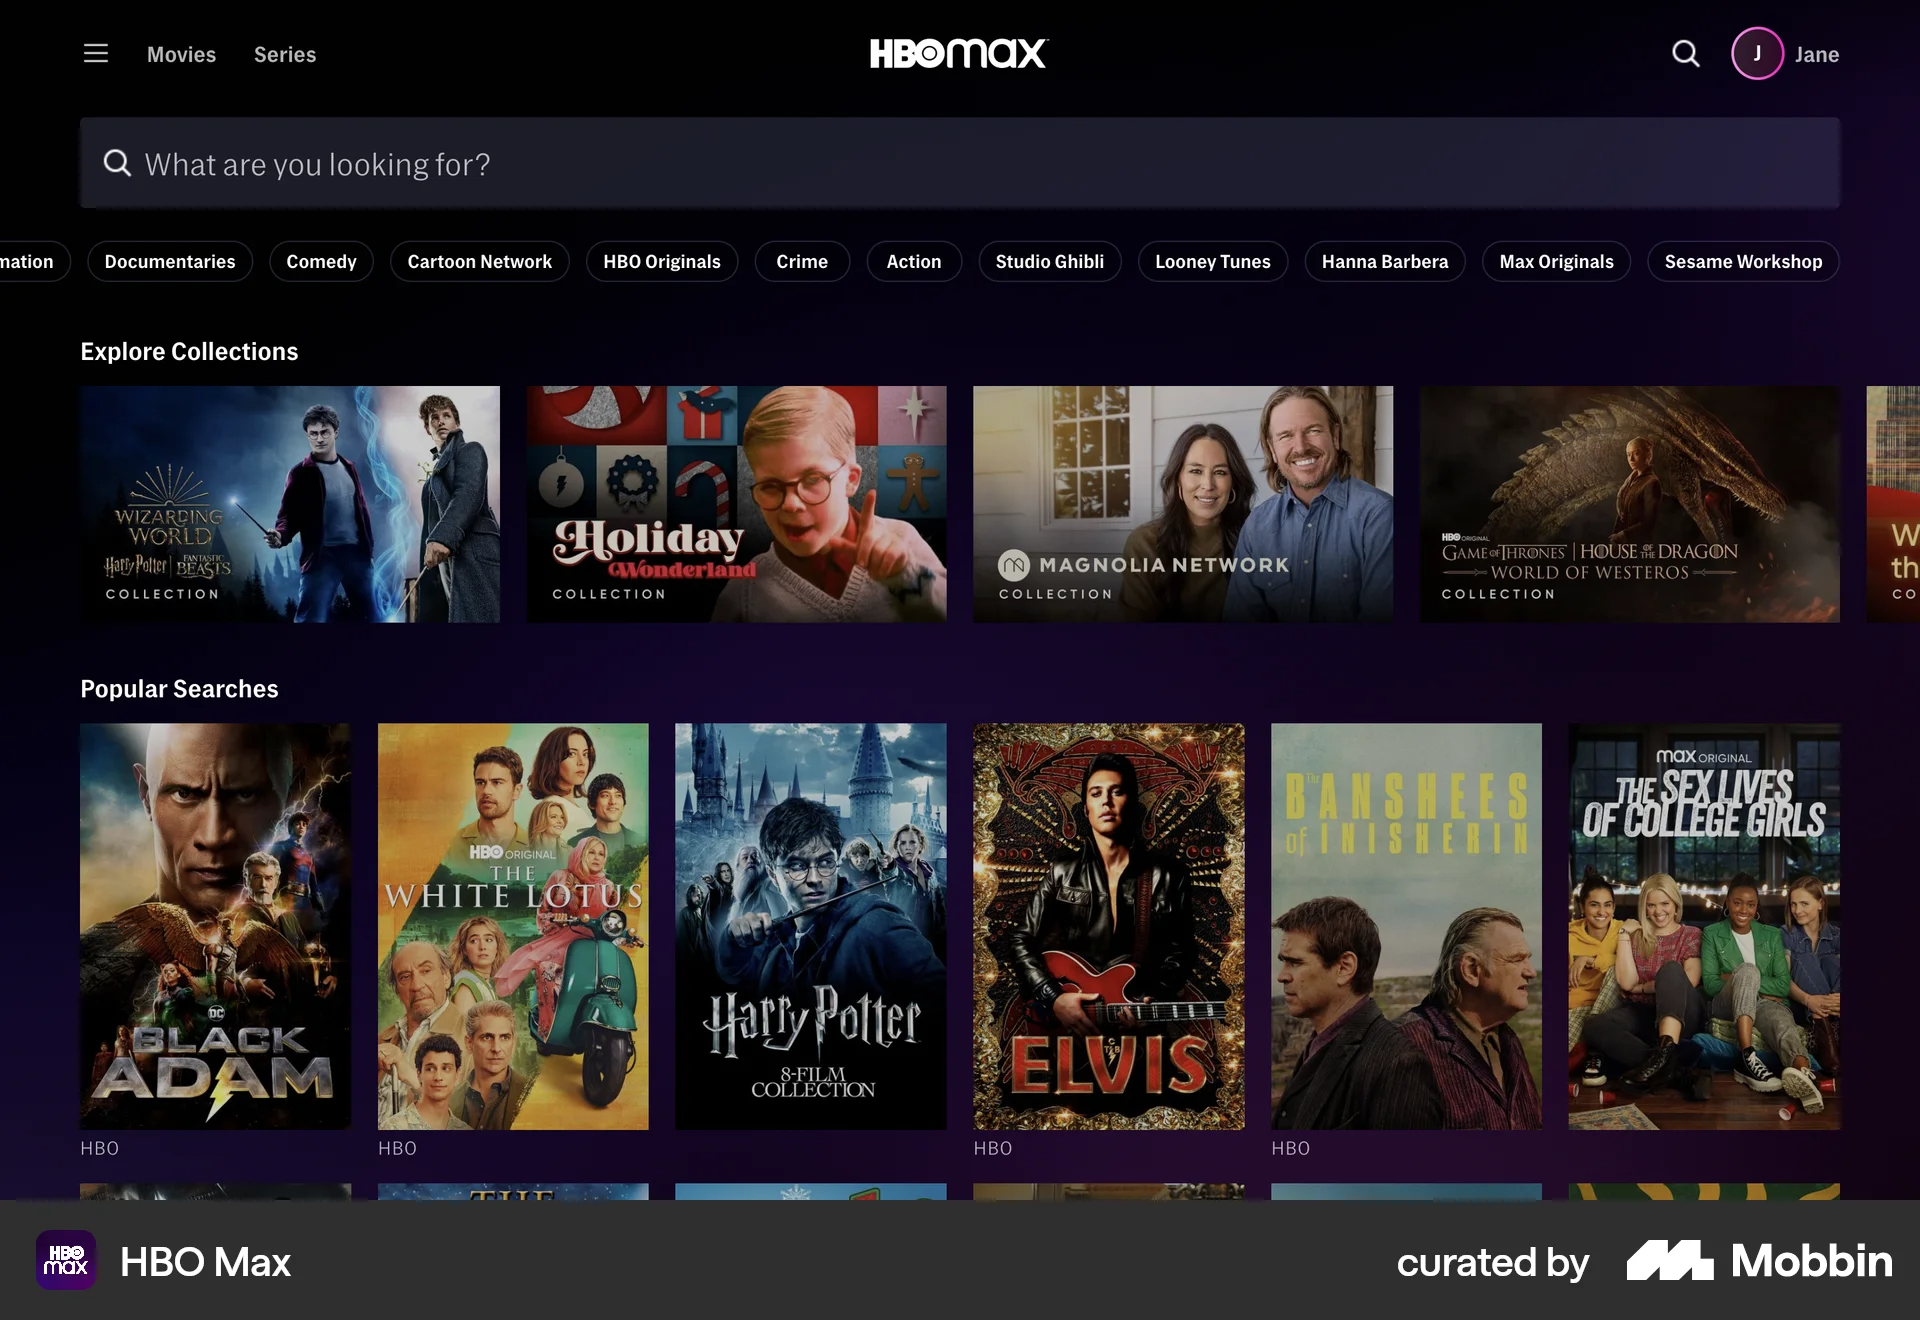 Movies
Series
HBOmax
J
Jane
What are you looking for?
mation
Documentaries
Comedy
Cartoon Network
HBO Originals
Crime
Action
Studio Ghibli
Looney Tunes
Hanna Barbera
Max Originals
Sesame Workshop
Explore Collections
WIZARDING
WORLD
Harry Potter | FANTASTIC BEASTS
COLLECTION
Holiday
Wonderland
COLLECTION
MAGNOLIA NETWORK
COLLECTION
HBO ORIGINAL
GAME OF THRONES | HOUSE OF THE DRAGON
WORLD OF WESTEROS
COLLECTION
W
th
CO
Popular Searches
DC
BLACK
ADAM
HBO
HBO ORIGINAL
THE
WHITE LOTUS
HBO
Harry Potter
8-FILM
COLLECTION
ELVIS
HBO
The
BANSHEES
of INISHERIN
HBO
max ORIGINAL
THE SEX LIVES
OF COLLEGE GIRLS
THE
HBO
max
HBO Max
curated by
Mobbin